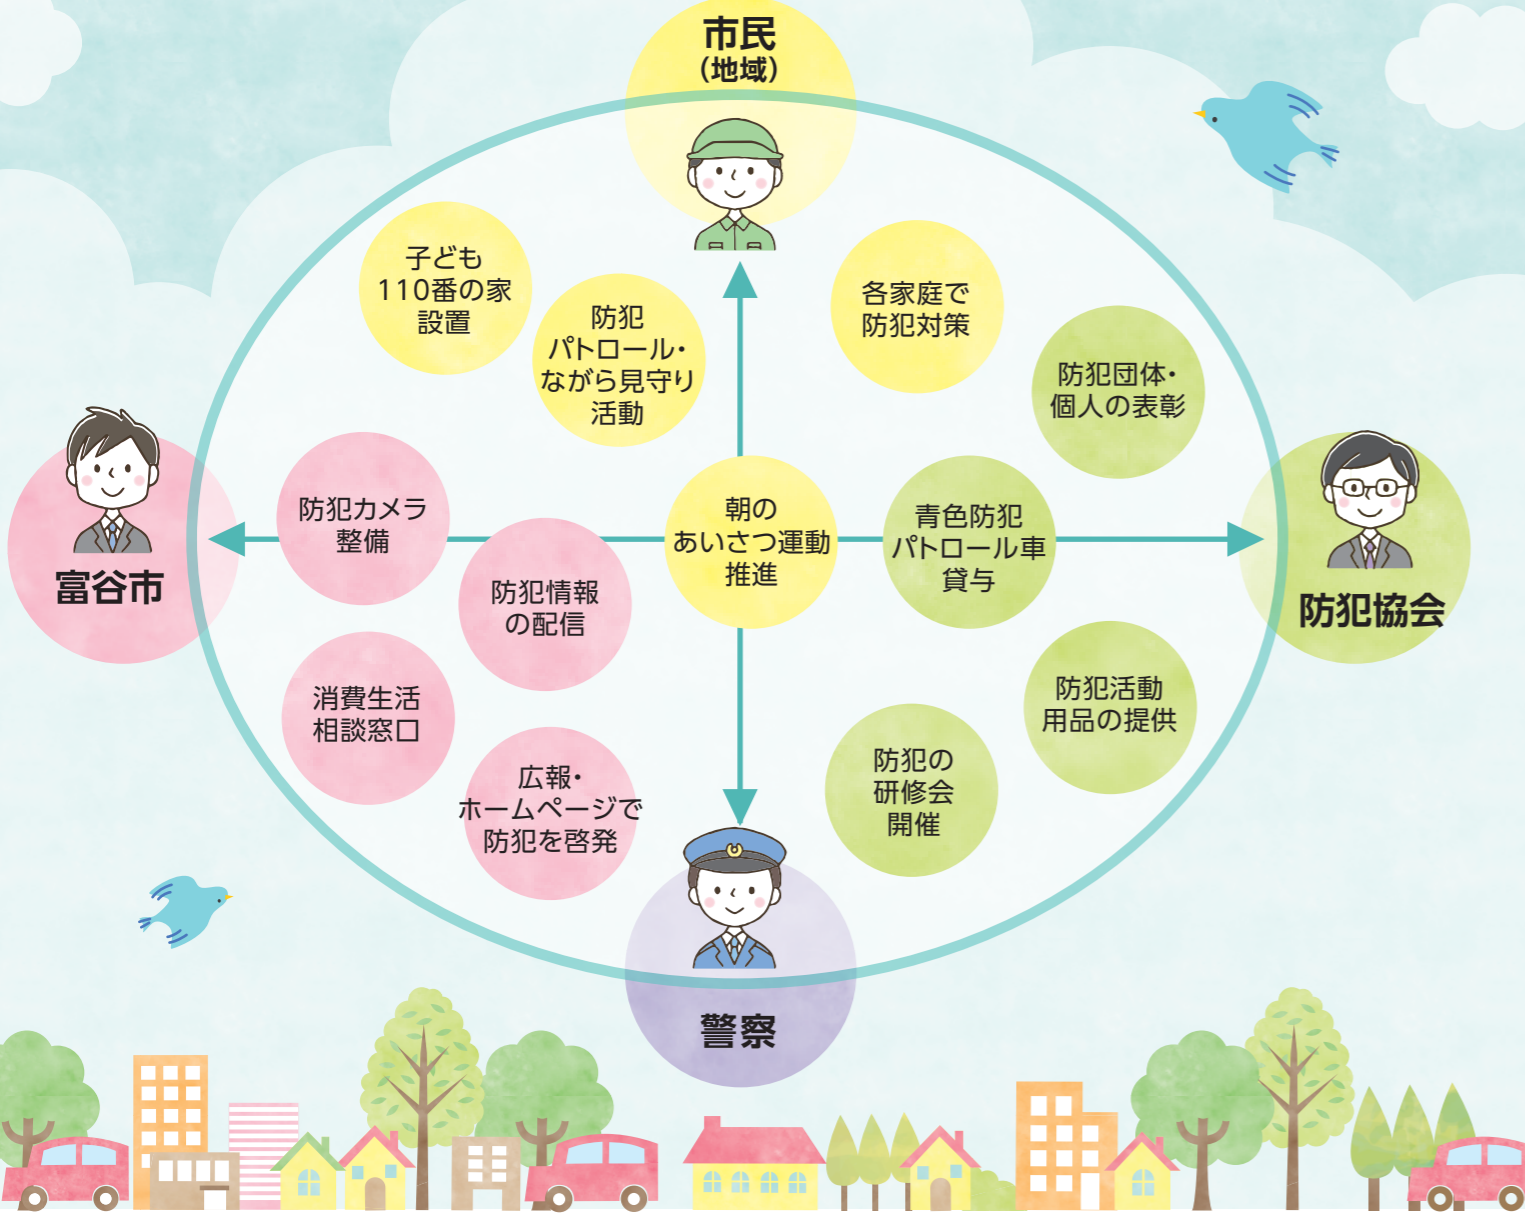 市民
（地域）
子ども
110番の家
設置
防犯
パトロール・
ながら見守り
活動
各家庭で
防犯対策
防犯団体・
個人の表彰
富谷市
防犯カメラ
整備
防犯情報
の配信
朝の
あいさつ運動
推進
青色防犯
パトロール車
貸与
防犯協会
消費生活
相談窓口
広報・
ホームページで
防犯を啓発
防犯の
研修会
開催
防犯活動
用品の提供
警察